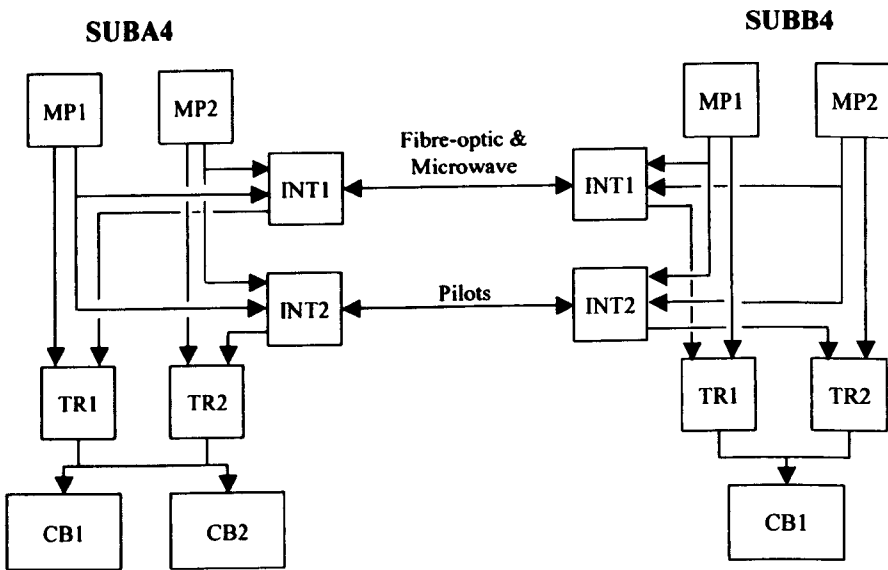 SUBA4
SUBB4
MP1
MP2
MP1
MP2
Fibre-optic &
Microwave
INT1
INT1
INT2
Pilots
INT2
TR1
TR2
TR1
TR2
CB1
CB2
CB1